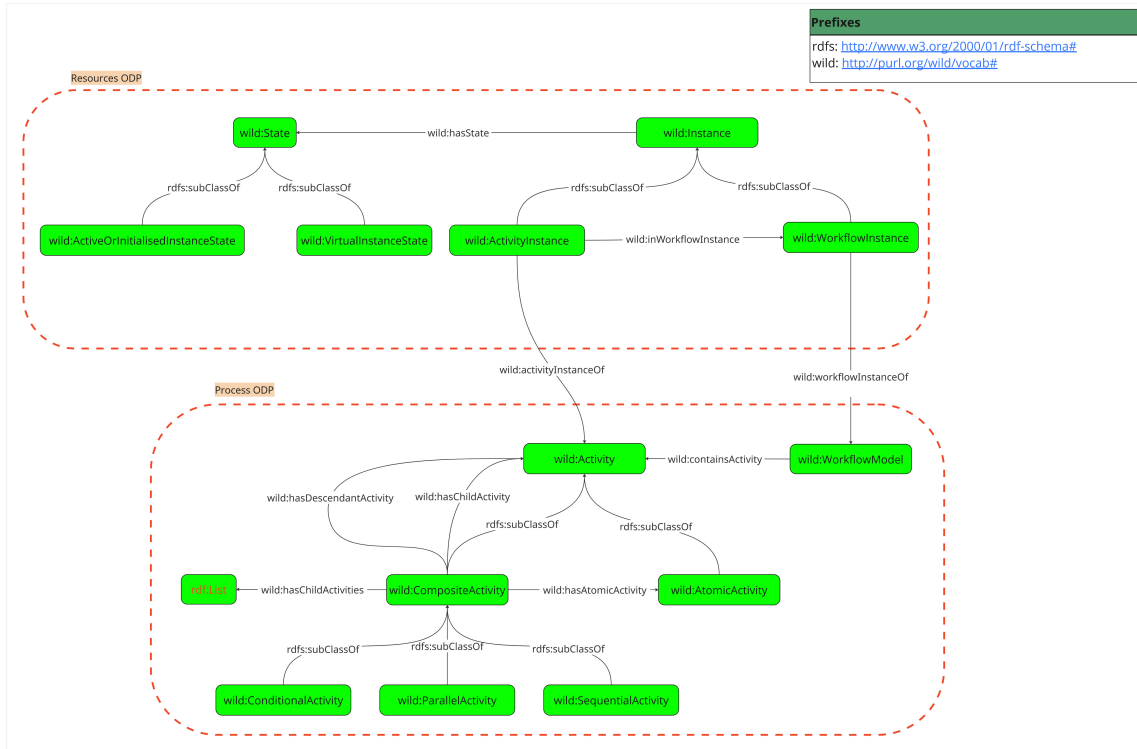 Prefixes
rdfs: http://www.w3.org/2000/01/rdf-schema#
wild: http://purl.org/wild/vocab#
Resources ODP
wild:State
wild:hasState
wild:Instance
rdfs:subClassOf
rdfs:subClassOf
rdfs:subClassOf
rdfs:subClassOf
wild:ActiveOrInitialisedInstanceState
wild:VirtualInstanceState
wild:ActivityInstance
wild:inWorkflowInstance
wild:WorkflowInstance
wild:activityInstanceOf
wild:workflowInstanceOf
Process ODP
wild:Activity
wild:containsActivity
wild:WorkflowModel
wild:hasDescendantActivity
wild:hasChildActivity
rdfs:subClassOf
rdfs:subClassOf
rdf:List
wild:hasChildActivities
wild:CompositeActivity
wild:hasAtomicActivity
wild:AtomicActivity
rdfs:subClassOf
rdfs:subClassOf
rdfs:subClassOf
wild:ConditionalActivity
wild:ParallelActivity
wild:SequentialActivity